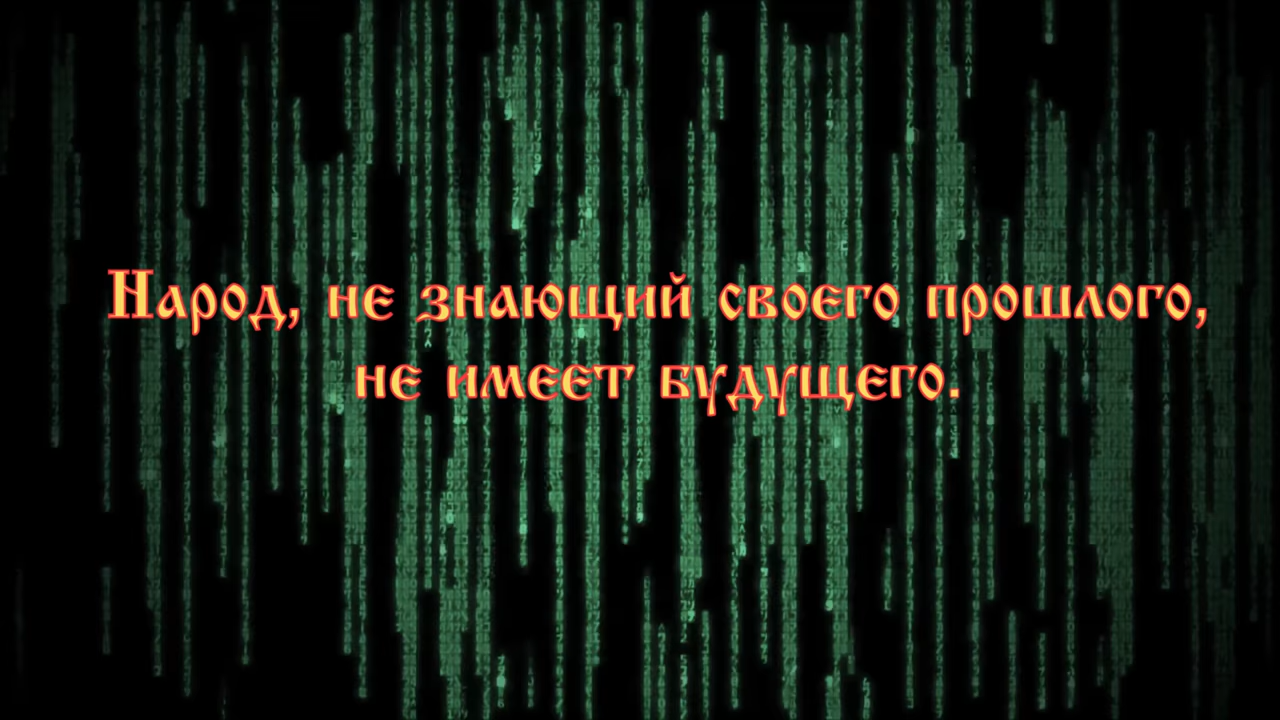 Народ, не знающий своего прошлого,
не имеет будущего.